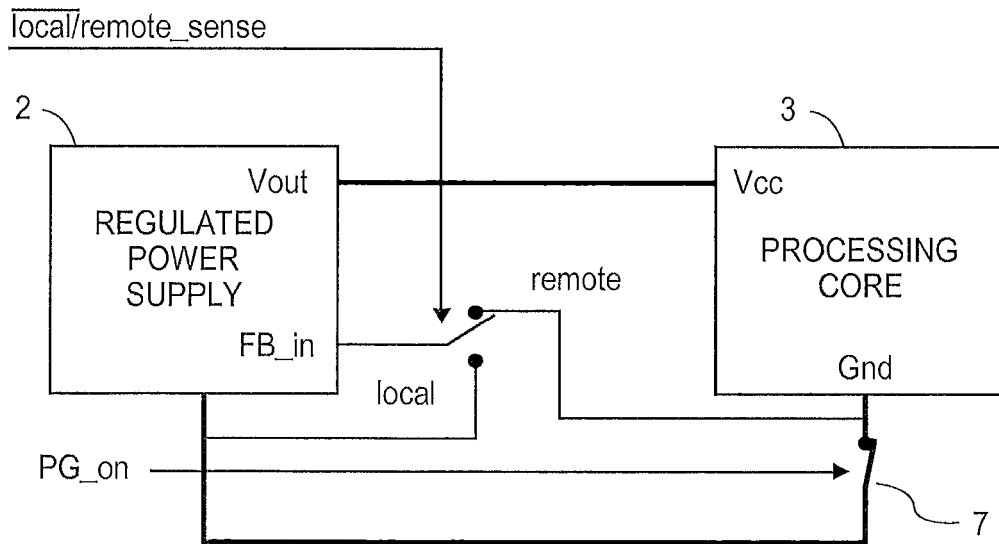 local/remote_sense
2
3
Vout
Vcc
REGULATED
POWER
SUPPLY
PROCESSING
CORE
remote
FB_in
Gnd
local
PG_on
7